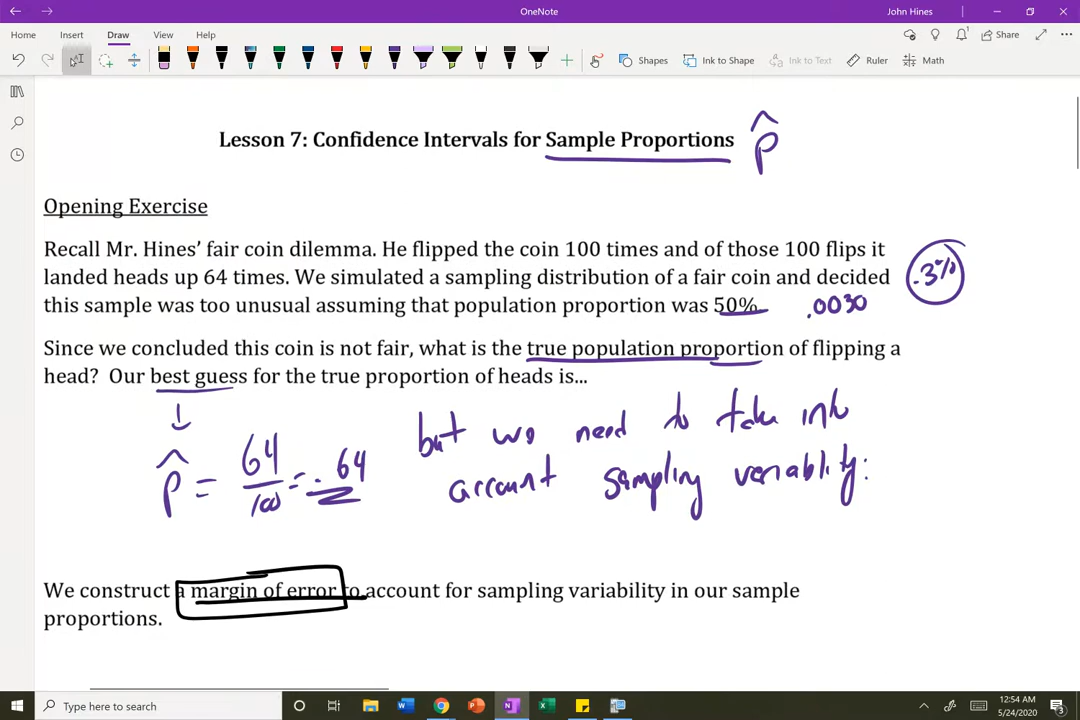 OneNote
John Hines
Home Insert Draw View Help
Share
Shapes Ink to Shape Ink to Text Ruler Math
Lesson 7: Confidence Intervals for Sample Proportions p̂
Opening Exercise
Recall Mr. Hines' fair coin dilemma. He flipped the coin 100 times and of those 100 flips it
landed heads up 64 times. We simulated a sampling distribution of a fair coin and decided .3%
this sample was too unusual assuming that population proportion was 50%. .0030
Since we concluded this coin is not fair, what is the true population proportion of flipping a
head? Our best guess for the true proportion of heads is...
but we need to take into
p̂ = 64/100 = .64 account sampling variablity:
We construct a margin of error to account for sampling variability in our sample
proportions.
Type here to search
12:54 AM
5/24/2020
3